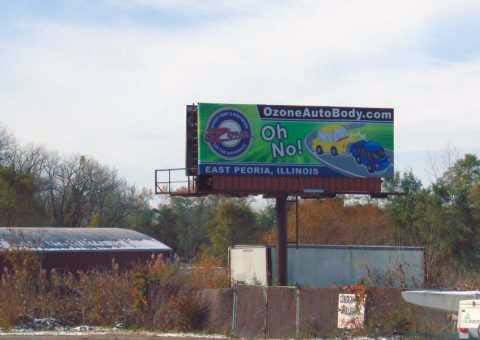 OzoneAutoBody.com
Oh
No!
EAST PEORIA, ILLINOIS